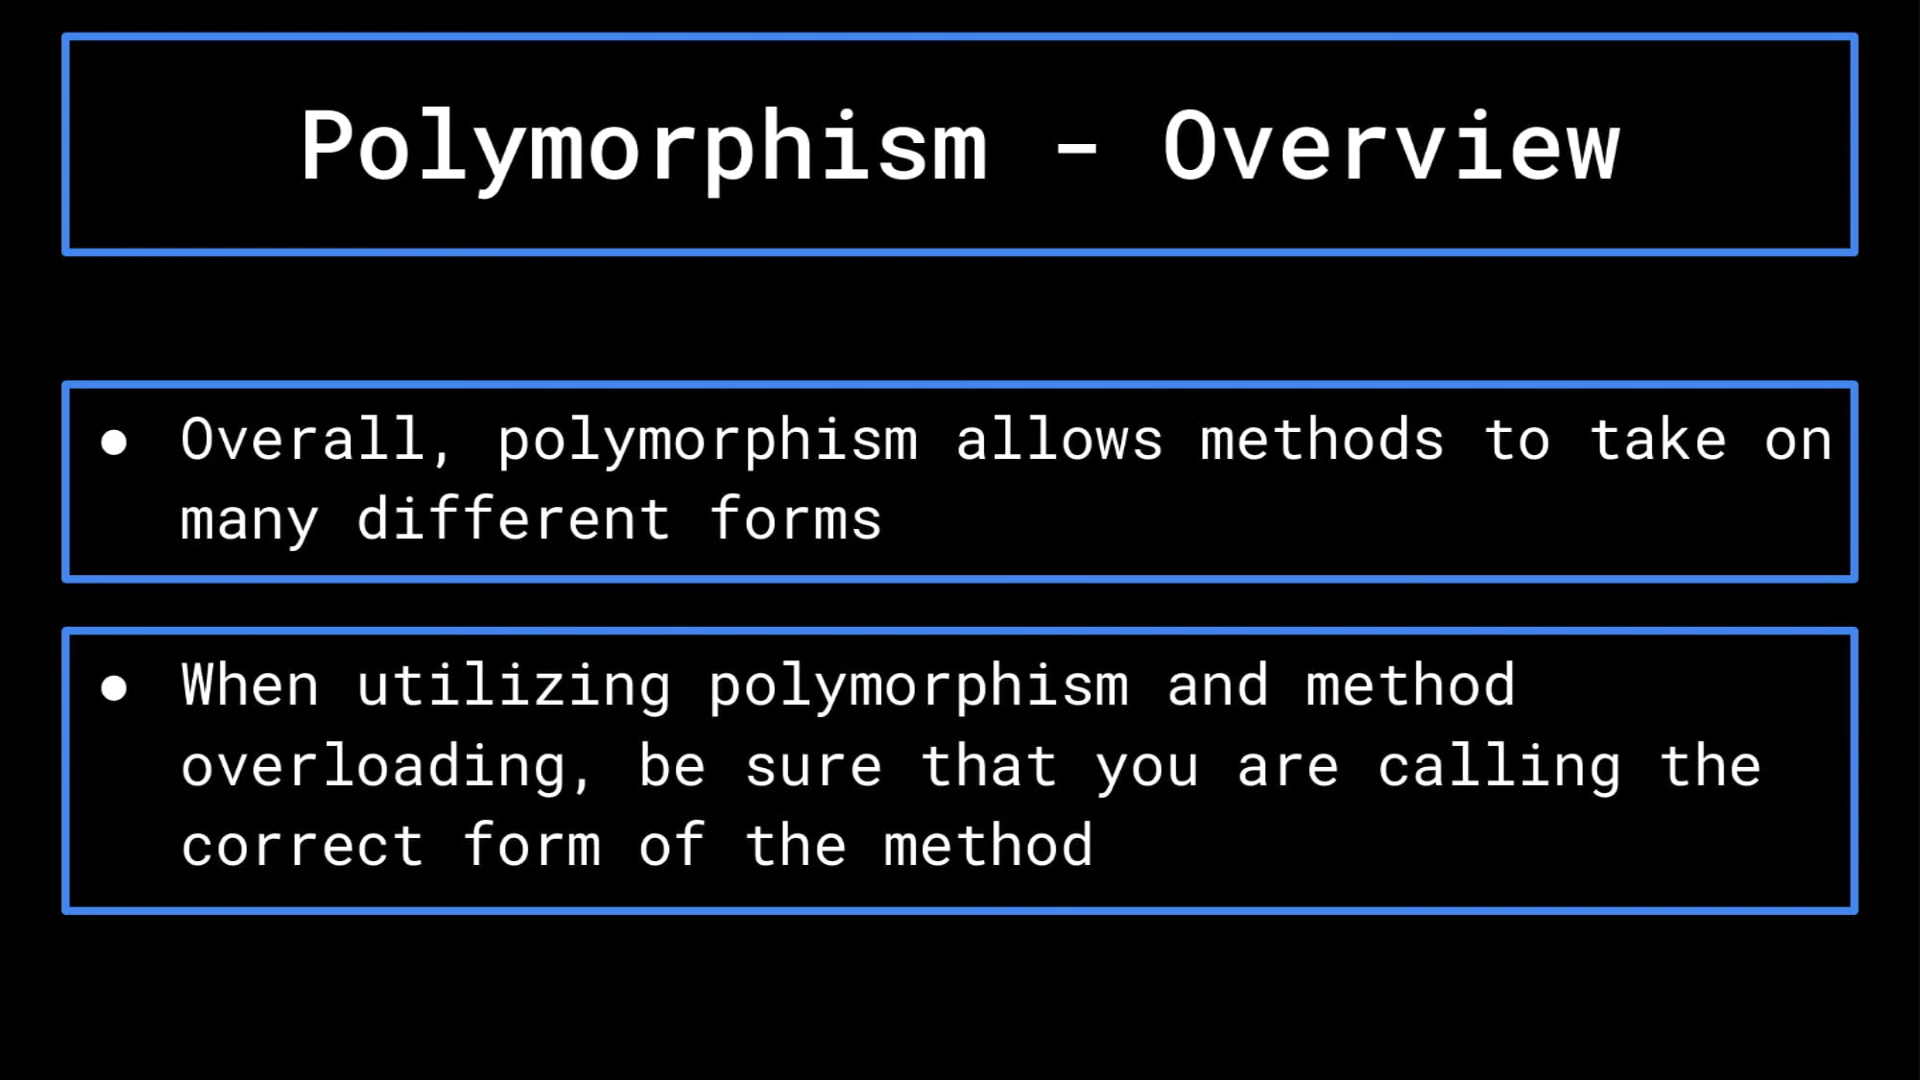 Polymorphism - Overview
● Overall, polymorphism allows methods to take on
many different forms
● When utilizing polymorphism and method
overloading, be sure that you are calling the
correct form of the method